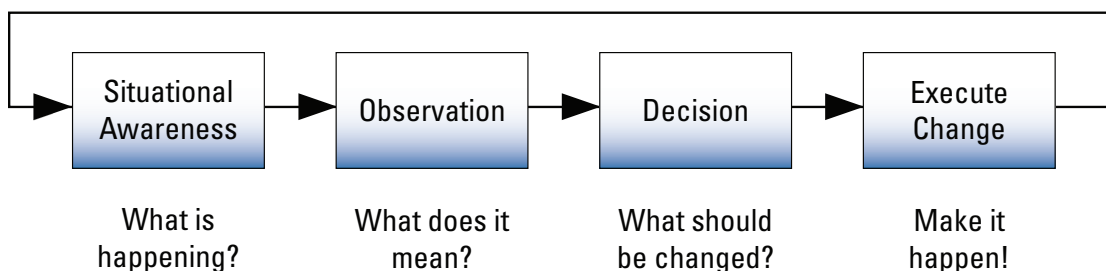 Situational
Awareness
Observation
Decision
Execute
Change
What is
happening?
What does it
mean?
What should
be changed?
Make it
happen!